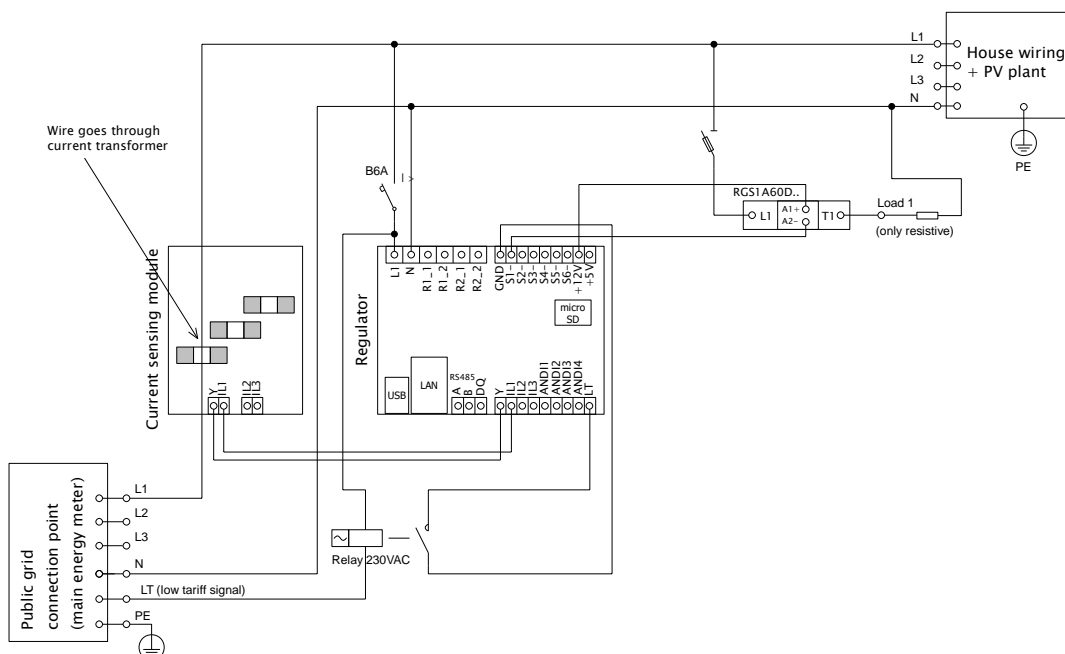 L1
L2
L3
N
House wiring
+ PV plant
PE
Wire goes through
current transformer
B6A
I >
RGS1A60D..
L1
A1+
A2-
T1
Load 1
(only resistive)
Current sensing module
Y
IL1
IL2
IL3
Regulator
L1
N
R1_1
R1_2
R2_1
R2_2
GND
S1-
S2-
S3-
S4-
S5-
S6-
+12V
+5V
micro
SD
USB
LAN
RS485
A
B
DQ
Y
IL1
IL2
IL3
ANDI1
ANDI2
ANDI3
ANDI4
LT
Public grid
connection point
(main energy meter)
L1
L2
L3
N
LT (low tariff signal)
PE
~
Relay 230VAC